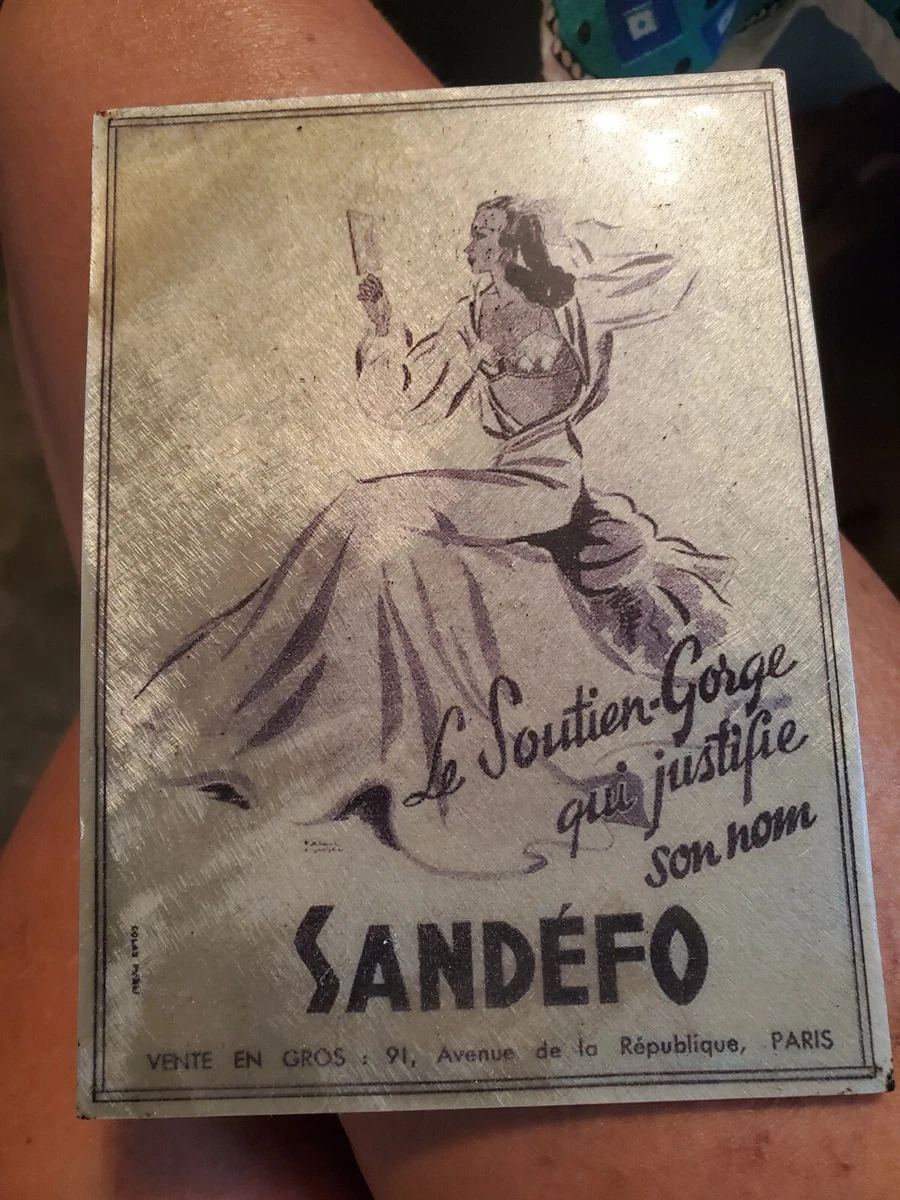 Le Soutien-Gorge
qui justifie
son nom
SANDÉFO
VENTE EN GROS : 91, Avenue de la République, PARIS